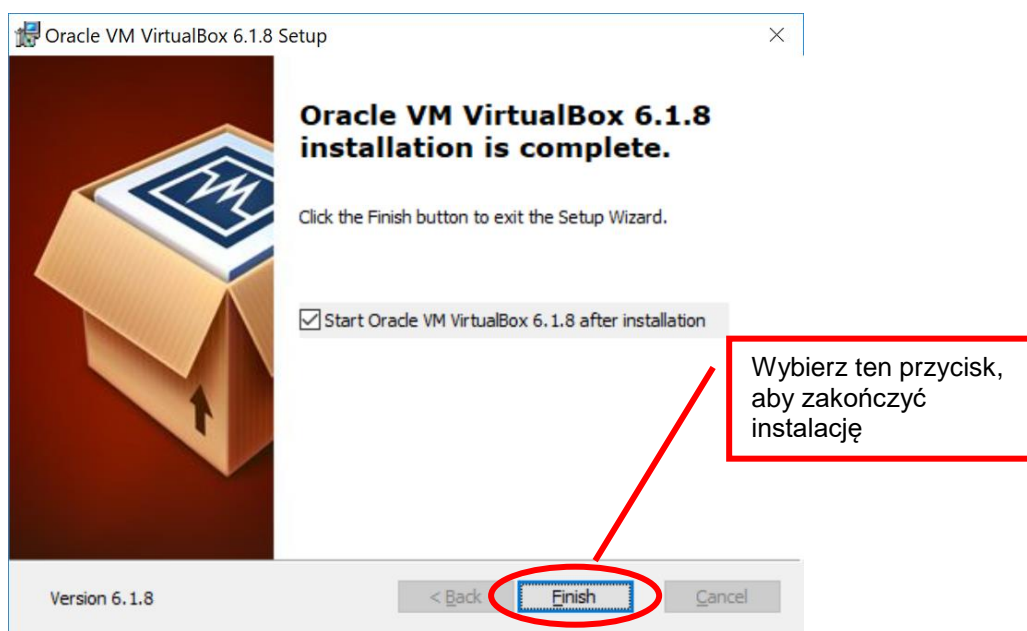 Oracle VM VirtualBox 6.1.8 Setup
Oracle VM VirtualBox 6.1.8
installation is complete.
Click the Finish button to exit the Setup Wizard.
Start Oracle VM VirtualBox 6.1.8 after installation
Wybierz ten przycisk,
aby zakończyć
instalację
Version 6.1.8
< Back
Finish
Cancel